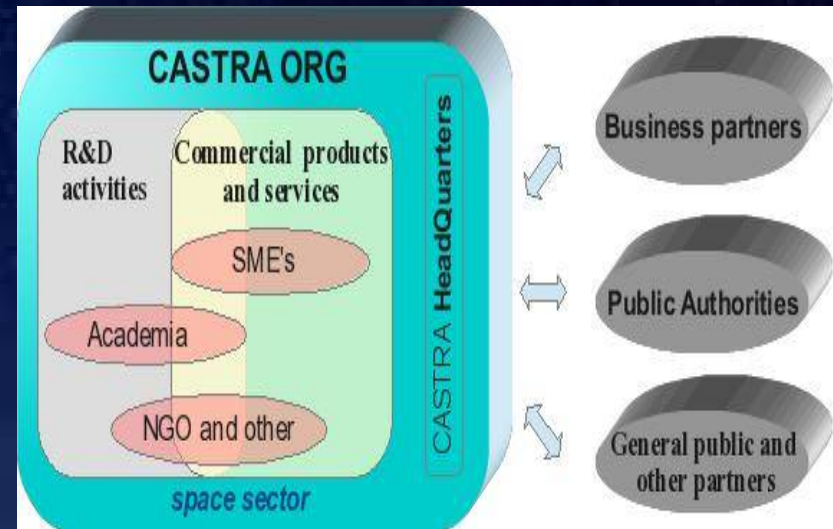 CASTRA ORG
R&D
activities
Commercial products
and services
SME's
Academia
NGO and other
space sector
CASTRA HeadQuarters
Business partners
Public Authorities
General public and
other partners